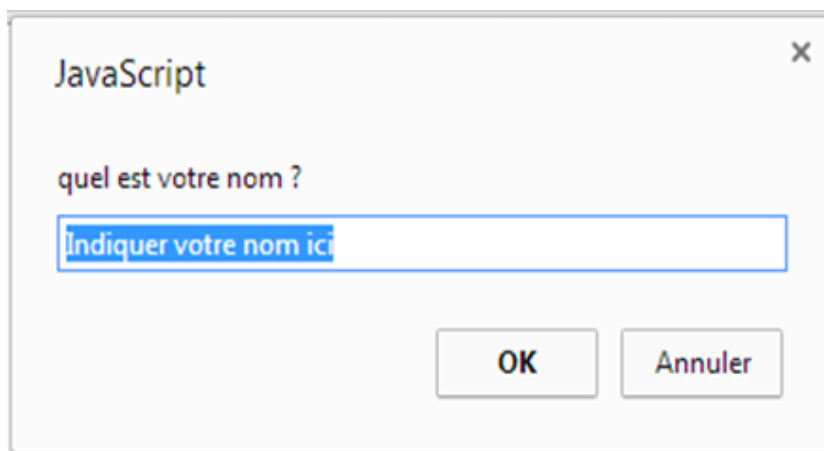 JavaScript
quel est votre nom ?
Indiquer votre nom ici
OK
Annuler